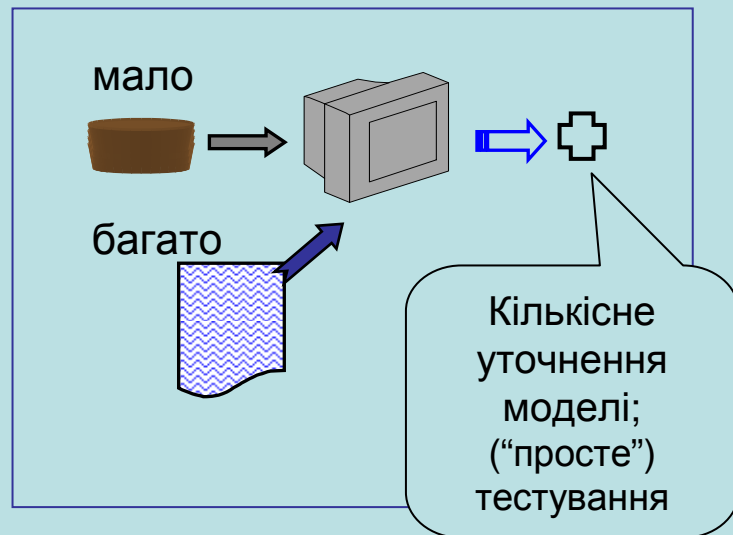 мало
багато
Кількісне
уточнення
моделі;
(“просте”)
тестування